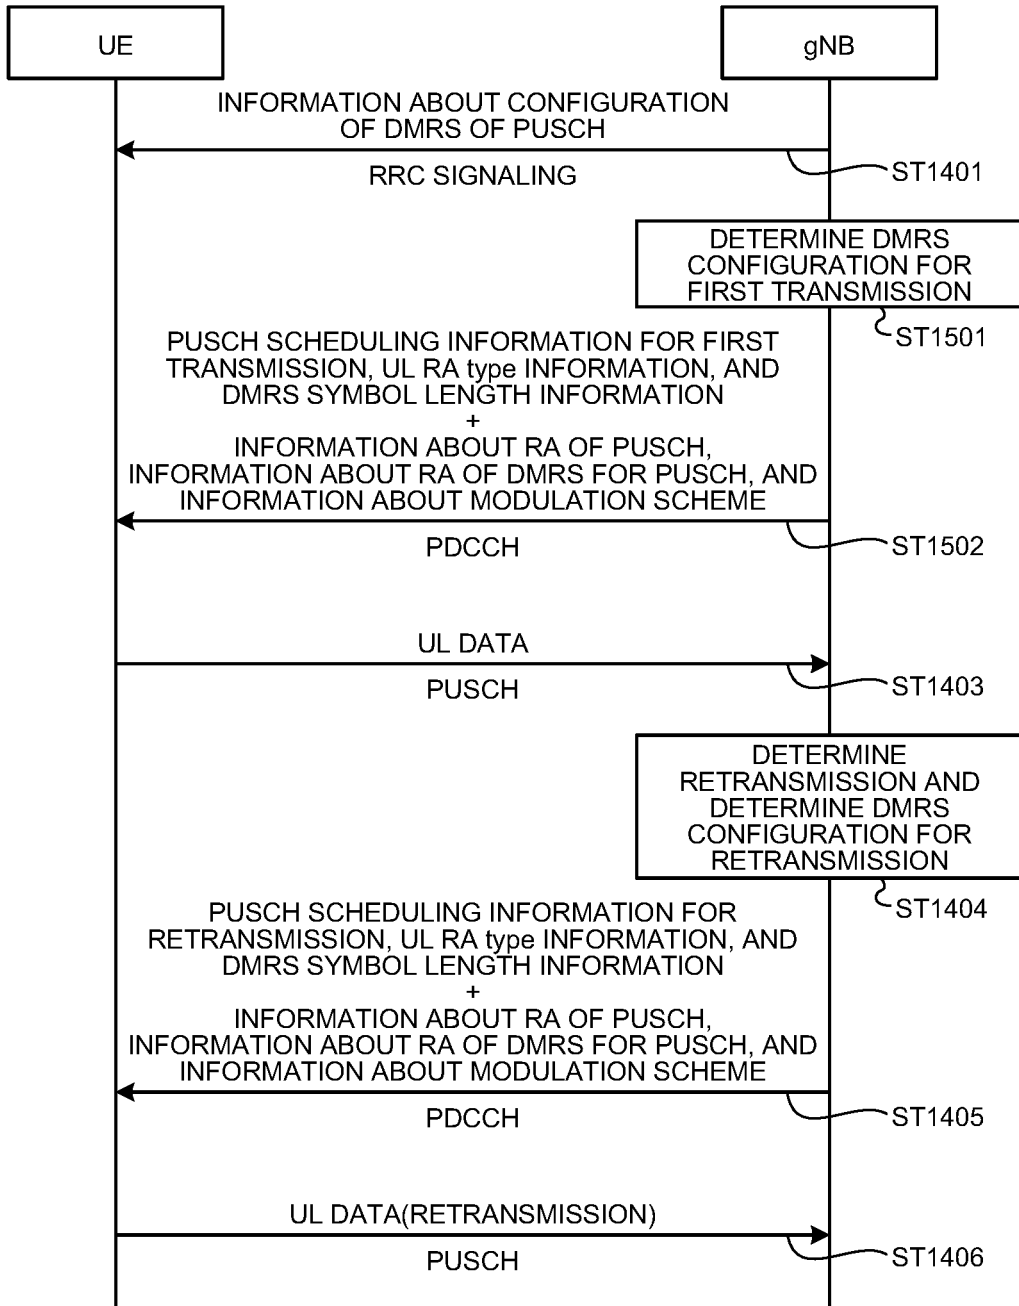 UE
gNB
INFORMATION ABOUT CONFIGURATION
OF DMRS OF PUSCH
RRC SIGNALING
ST1401
DETERMINE DMRS
CONFIGURATION FOR
FIRST TRANSMISSION
ST1501
PUSCH SCHEDULING INFORMATION FOR FIRST
TRANSMISSION, UL RA type INFORMATION, AND
DMRS SYMBOL LENGTH INFORMATION
+
INFORMATION ABOUT RA OF PUSCH,
INFORMATION ABOUT RA OF DMRS FOR PUSCH, AND
INFORMATION ABOUT MODULATION SCHEME
PDCCH
ST1502
UL DATA
PUSCH
ST1403
DETERMINE
RETRANSMISSION AND
DETERMINE DMRS
CONFIGURATION FOR
RETRANSMISSION
ST1404
PUSCH SCHEDULING INFORMATION FOR
RETRANSMISSION, UL RA type INFORMATION, AND
DMRS SYMBOL LENGTH INFORMATION
+
INFORMATION ABOUT RA OF PUSCH,
INFORMATION ABOUT RA OF DMRS FOR PUSCH, AND
INFORMATION ABOUT MODULATION SCHEME
PDCCH
ST1405
UL DATA(RETRANSMISSION)
PUSCH
ST1406